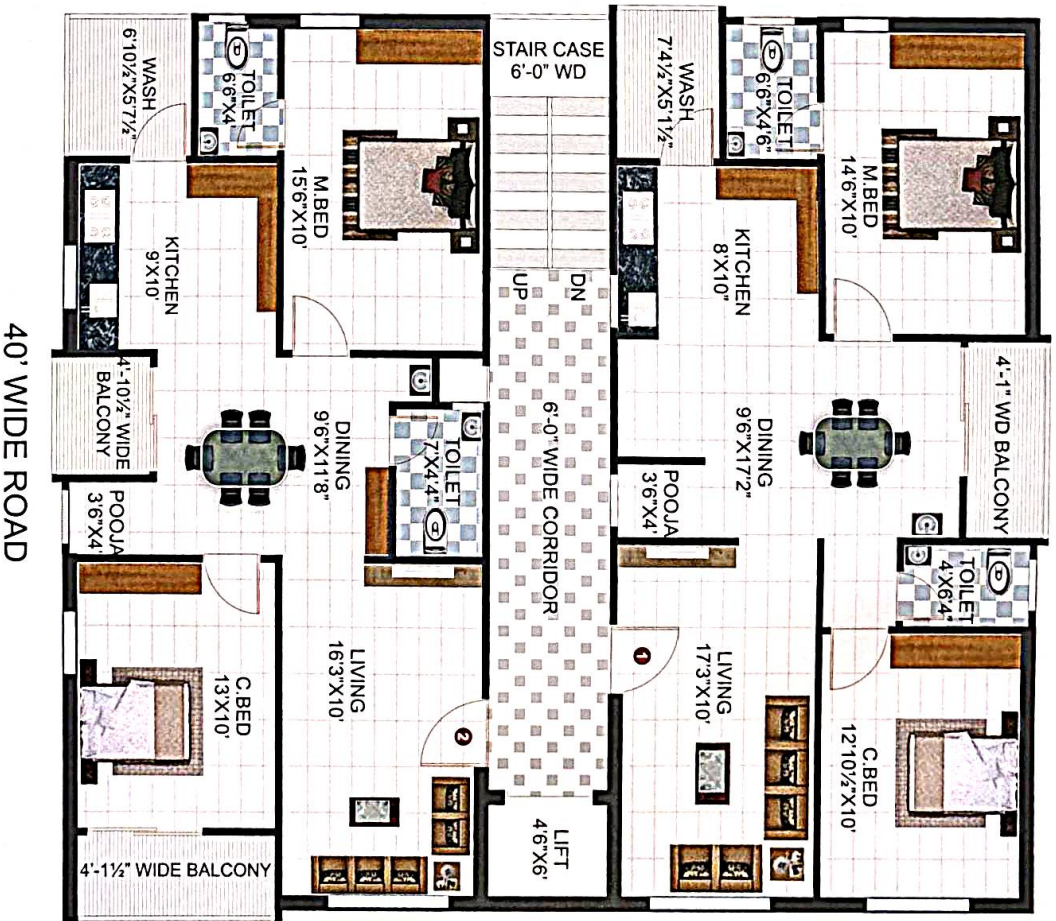 STAIR CASE
6'-0" WD
WASH
6'10½"X5'7½"
TOILET
6'6"X4'
M.BED
15'6"X10'
KITCHEN
9'X10'
4'-10½" WIDE
BALCONY
DINING
9'6"X11'8"
TOILET
7'X4'4"
POOJA
3'6"X4'
C.BED
13'X10'
LIVING
16'3"X10'
2
4'-1½" WIDE BALCONY
UP
DN
6'-0" WIDE CORRIDOR
LIFT
4'6"X6'
WASH
7'4½"X5'1½"
TOILET
6'6"X4'6"
M.BED
14'6"X10'
KITCHEN
8'X10"
DINING
9'6"X17'2"
4'-1" WD BALCONY
POOJA
3'6"X4'
TOILET
4'X6'4"
LIVING
17'3"X10'
1
C.BED
12'10½"X10'
40' WIDE ROAD